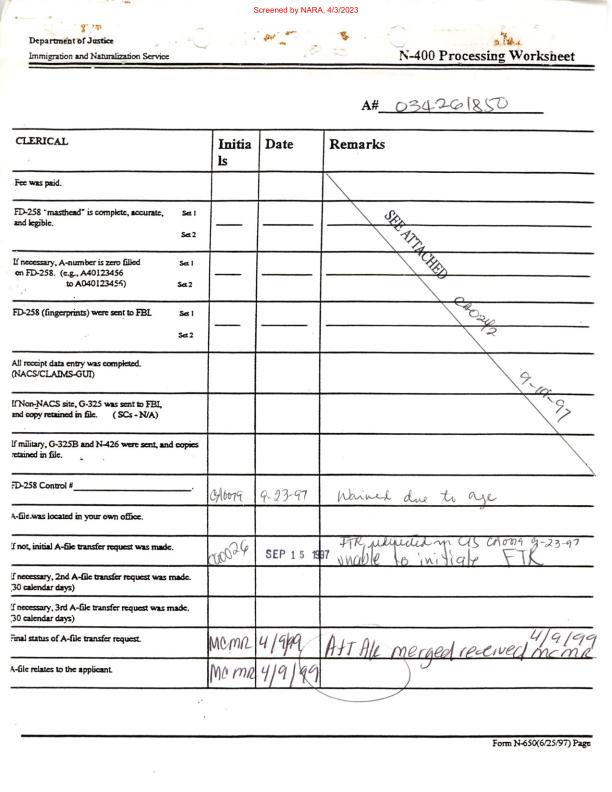 Screened by NARA, 4/3/2023
Department of Justice
Immigration and Naturalization Service
N-400 Processing Worksheet
A# 034261850
CLERICAL
Initia
ls
Date
Remarks
Fee was paid.
FD-258 "masthead" is complete, accurate,
and legible.
Set 1
Set 2
SEE ATTACHED
If necessary, A-number is zero filled
on FD-258. (e.g., A40123456
to A040123456)
Set 1
Set 2
FD-258 (fingerprints) were sent to FBI.
Set 1
Set 2
All receipt data entry was completed.
(NACS/CLAIMS-GUI)
9-10-97
If Non-NACS site, G-325 was sent to FBI,
and copy retained in file. (SCs - N/A)
If military, G-325B and N-426 were sent, and copies
retained in file.
FD-258 Control #
9-23-97
Waived due to age
A-file was located in your own office.
If not, initial A-file transfer request was made.
SEP 15 1997
FTR rejected in CIS CA0079 9-23-97
unable to initiate FTR
If necessary, 2nd A-file transfer request was made.
30 calendar days)
If necessary, 3rd A-file transfer request was made.
30 calendar days)
Final status of A-file transfer request.
MCMR 4/9/99
merged received mcmr 4/9/99
A-file relates to the applicant.
MCMR 4/9/99
Form N-650(6/25/97) Page